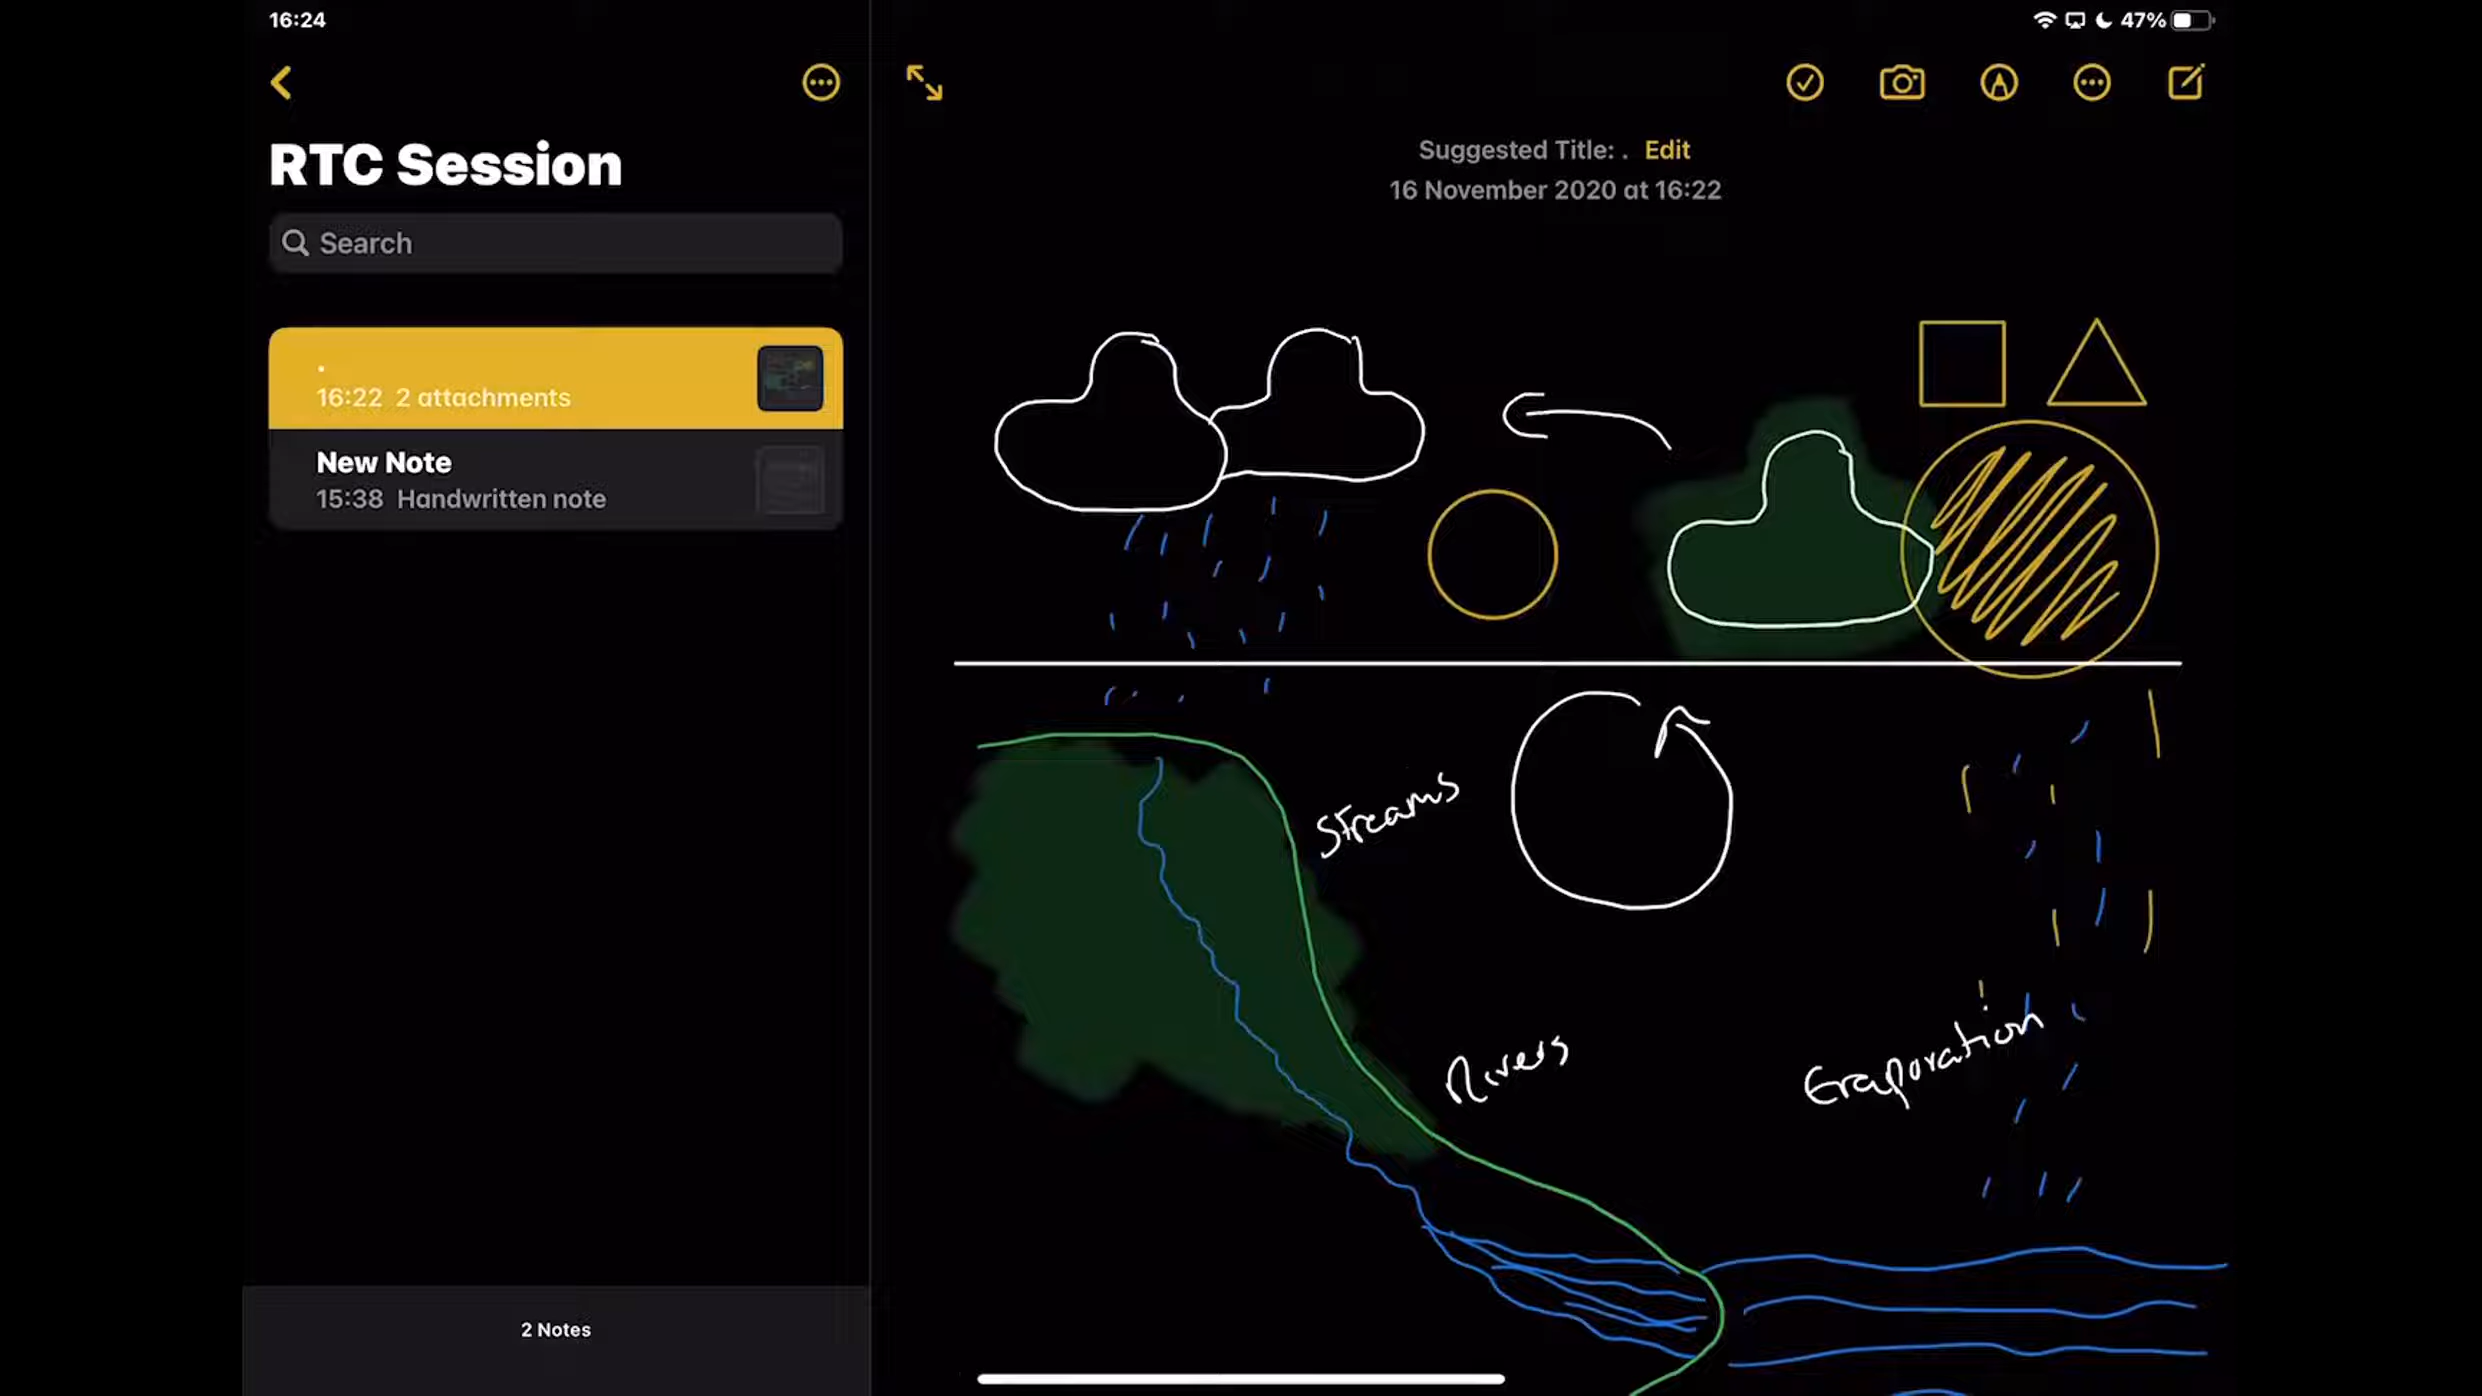 16:24
47%
RTC Session
Search
.
16:22 2 attachments
New Note
15:38 Handwritten note
2 Notes
Suggested Title: . Edit
16 November 2020 at 16:22
Streams
Rivers
Evaporation